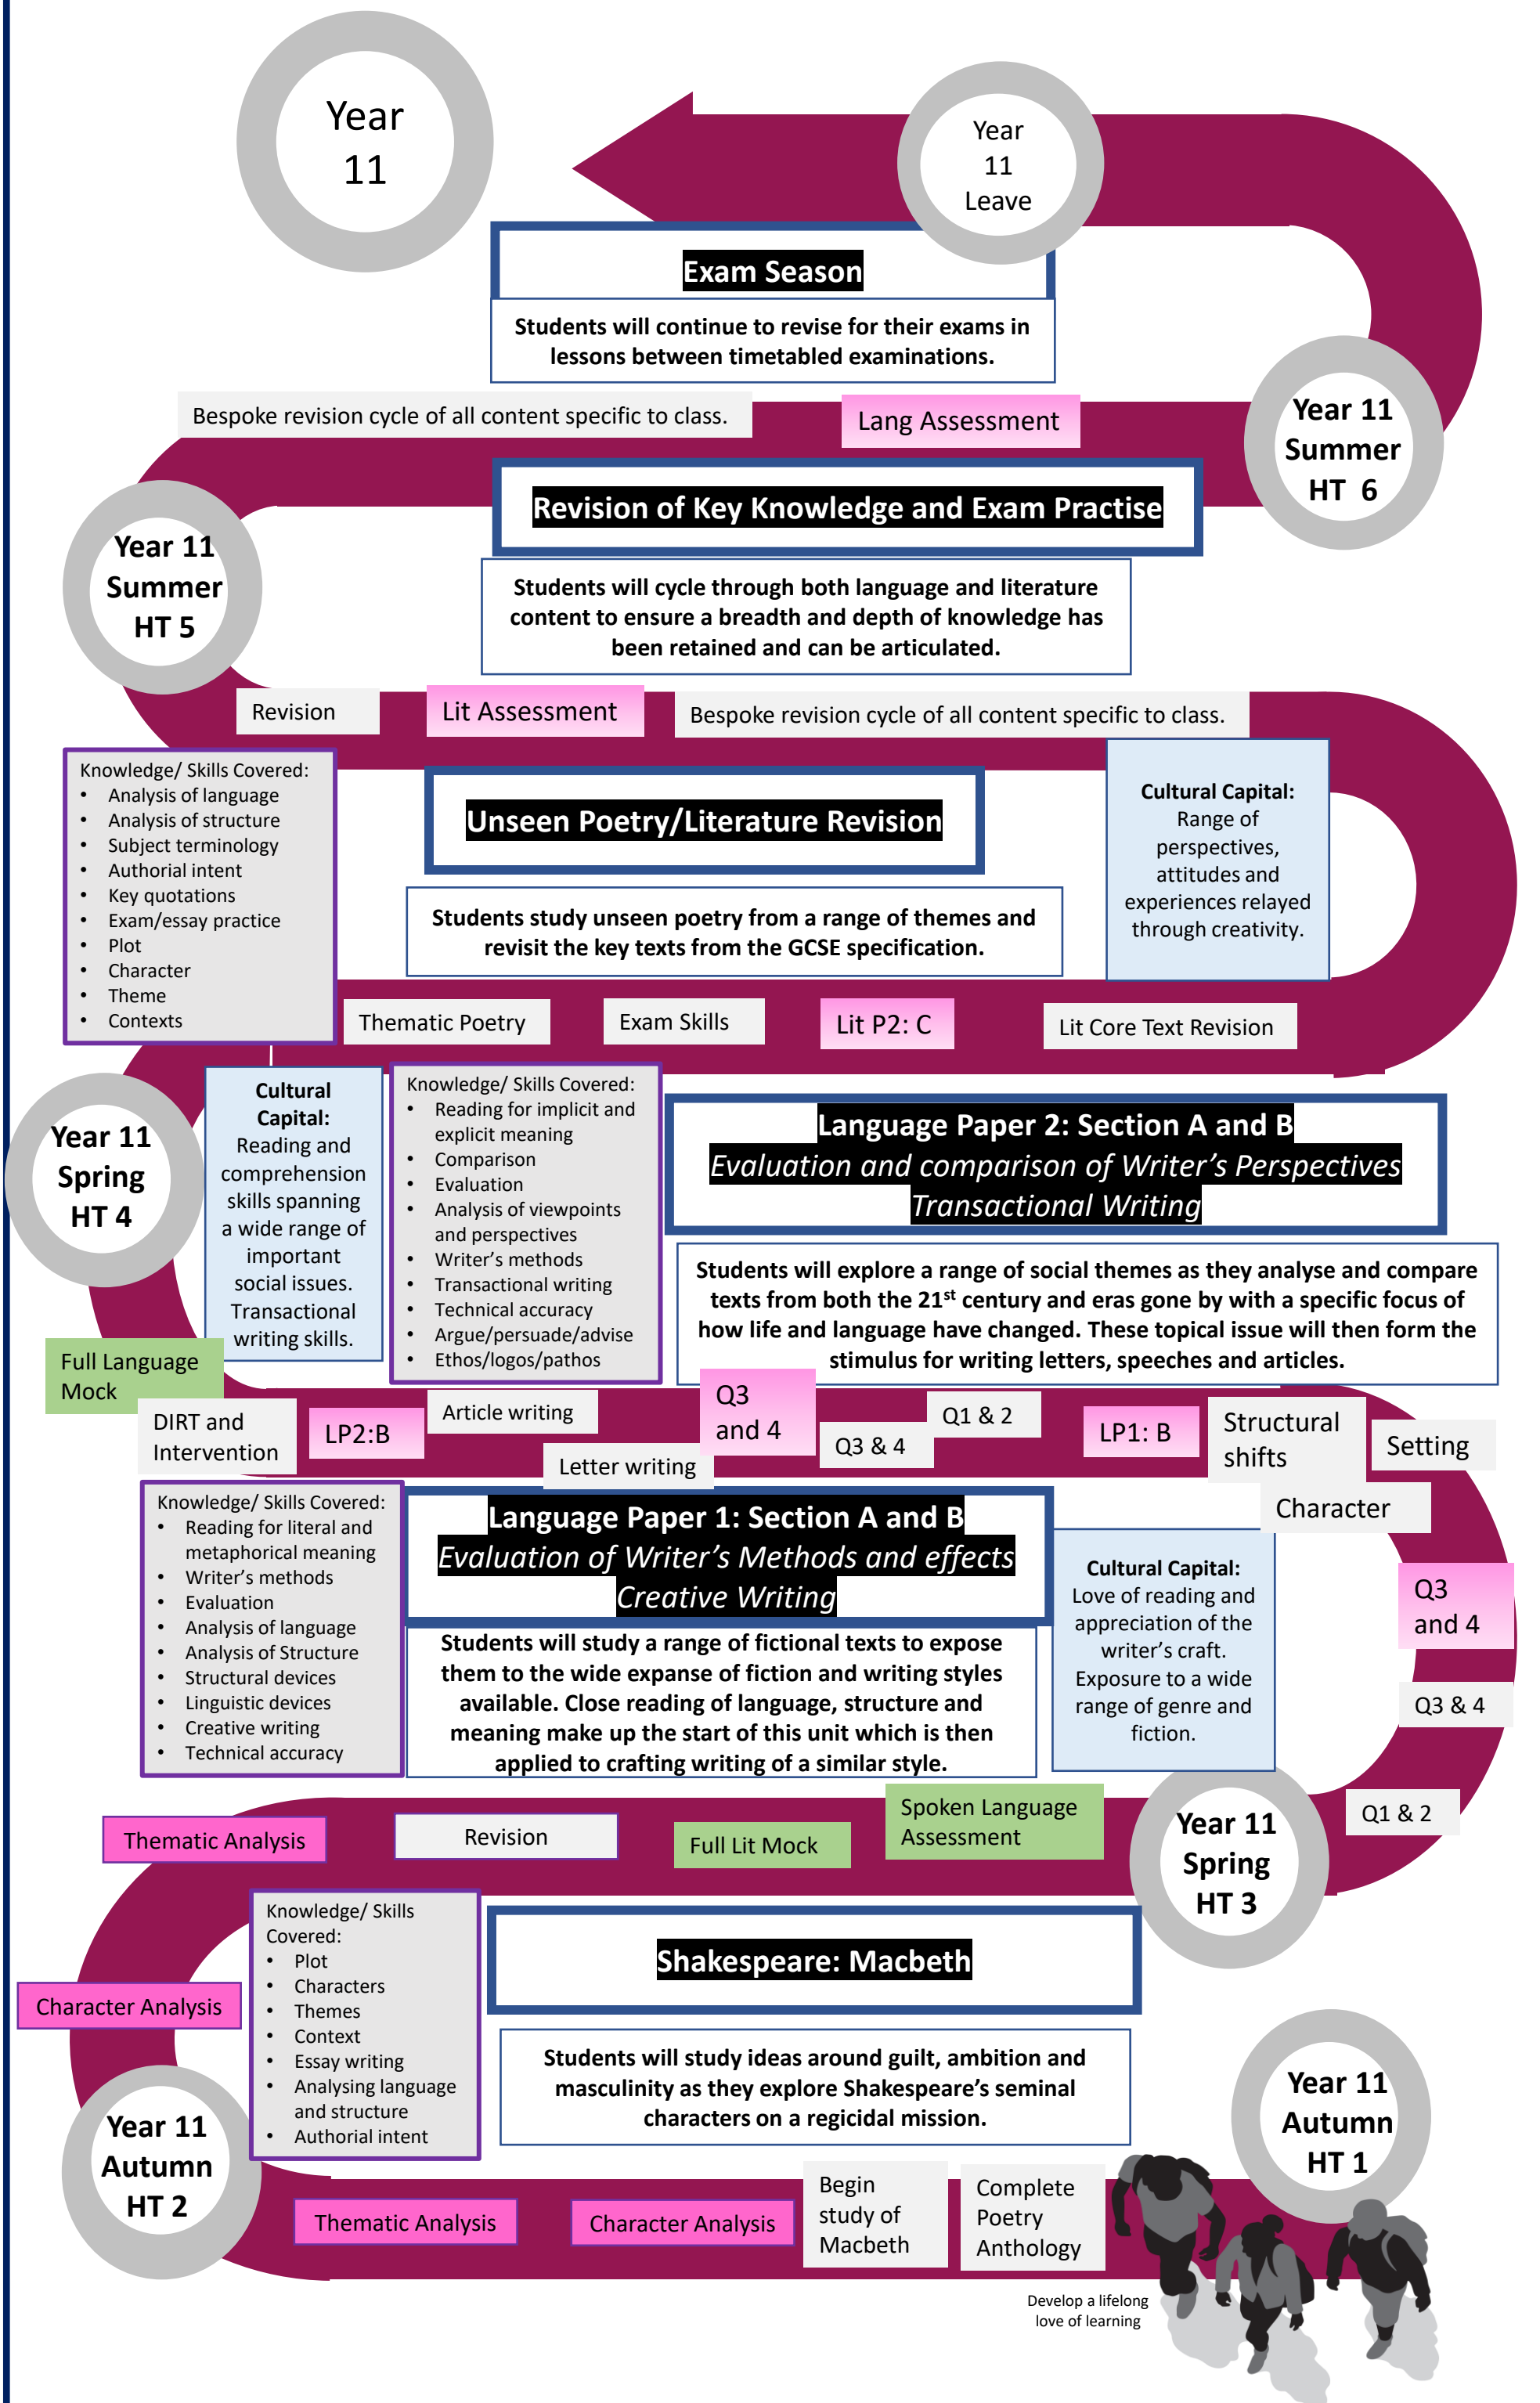 Year
11
Year
11
Leave
Exam Season
Students will continue to revise for their exams in
lessons between timetabled examinations.
Bespoke revision cycle of all content specific to class.
Lang Assessment
Year 11
Summer
HT 6
Revision of Key Knowledge and Exam Practise
Year 11
Summer
HT 5
Students will cycle through both language and literature
content to ensure a breadth and depth of knowledge has
been retained and can be articulated.
Revision
Lit Assessment
Bespoke revision cycle of all content specific to class.
Knowledge/ Skills Covered:
• Analysis of language
• Analysis of structure
• Subject terminology
• Authorial intent
• Key quotations
• Exam/essay practice
• Plot
• Character
• Theme
• Contexts
Unseen Poetry/Literature Revision
Students study unseen poetry from a range of themes and
revisit the key texts from the GCSE specification.
Cultural Capital:
Range of
perspectives,
attitudes and
experiences relayed
through creativity.
Thematic Poetry
Exam Skills
Lit P2: C
Lit Core Text Revision
Year 11
Spring
HT 4
Cultural
Capital:
Reading and
comprehension
skills spanning
a wide range of
important
social issues.
Transactional
writing skills.
Knowledge/ Skills Covered:
• Reading for implicit and
explicit meaning
• Comparison
• Evaluation
• Analysis of viewpoints
and perspectives
• Writer's methods
• Transactional writing
• Technical accuracy
• Argue/persuade/advise
• Ethos/logos/pathos
Language Paper 2: Section A and B
Evaluation and comparison of Writer's Perspectives
Transactional Writing
Students will explore a range of social themes as they analyse and compare
texts from both the 21st century and eras gone by with a specific focus of
how life and language have changed. These topical issue will then form the
stimulus for writing letters, speeches and articles.
Full Language
Mock
DIRT and
Intervention
LP2:B
Article writing
Letter writing
Q3
and 4
Q3 & 4
Q1 & 2
LP1: B
Structural
shifts
Setting
Character
Knowledge/ Skills Covered:
• Reading for literal and
metaphorical meaning
• Writer's methods
• Evaluation
• Analysis of language
• Analysis of Structure
• Structural devices
• Linguistic devices
• Creative writing
• Technical accuracy
Language Paper 1: Section A and B
Evaluation of Writer's Methods and effects
Creative Writing
Students will study a range of fictional texts to expose
them to the wide expanse of fiction and writing styles
available. Close reading of language, structure and
meaning make up the start of this unit which is then
applied to crafting writing of a similar style.
Cultural Capital:
Love of reading and
appreciation of the
writer's craft.
Exposure to a wide
range of genre and
fiction.
Q3
and 4
Q3 & 4
Q1 & 2
Thematic Analysis
Revision
Full Lit Mock
Spoken Language
Assessment
Year 11
Spring
HT 3
Character Analysis
Knowledge/ Skills
Covered:
• Plot
• Characters
• Themes
• Context
• Essay writing
• Analysing language
and structure
• Authorial intent
Shakespeare: Macbeth
Students will study ideas around guilt, ambition and
masculinity as they explore Shakespeare's seminal
characters on a regicidal mission.
Year 11
Autumn
HT 2
Year 11
Autumn
HT 1
Thematic Analysis
Character Analysis
Begin
study of
Macbeth
Complete
Poetry
Anthology
Develop a lifelong
love of learning